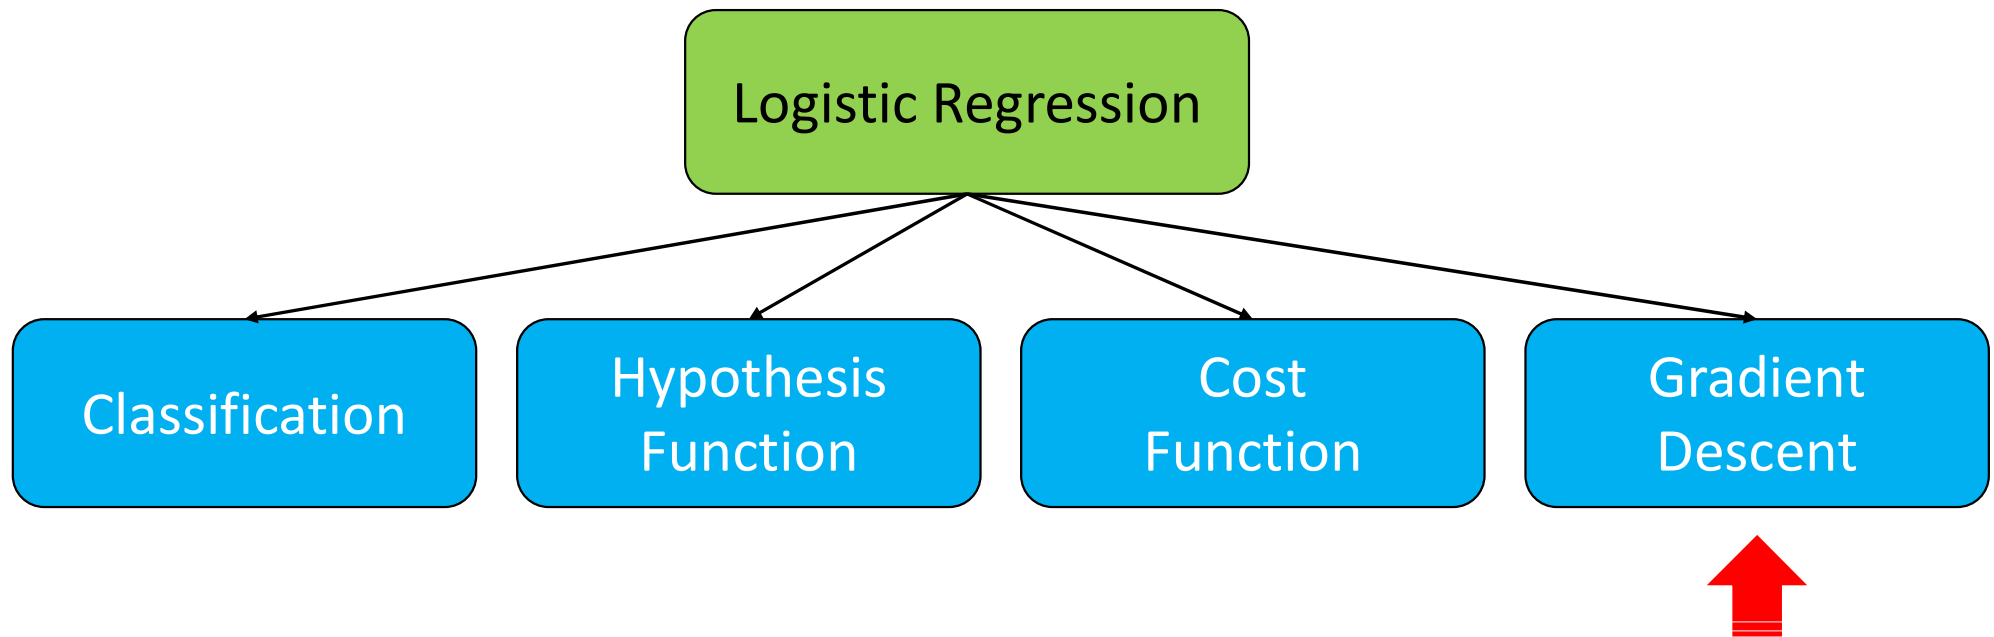 Logistic Regression
Classification
Hypothesis
Function
Cost
Function
Gradient
Descent